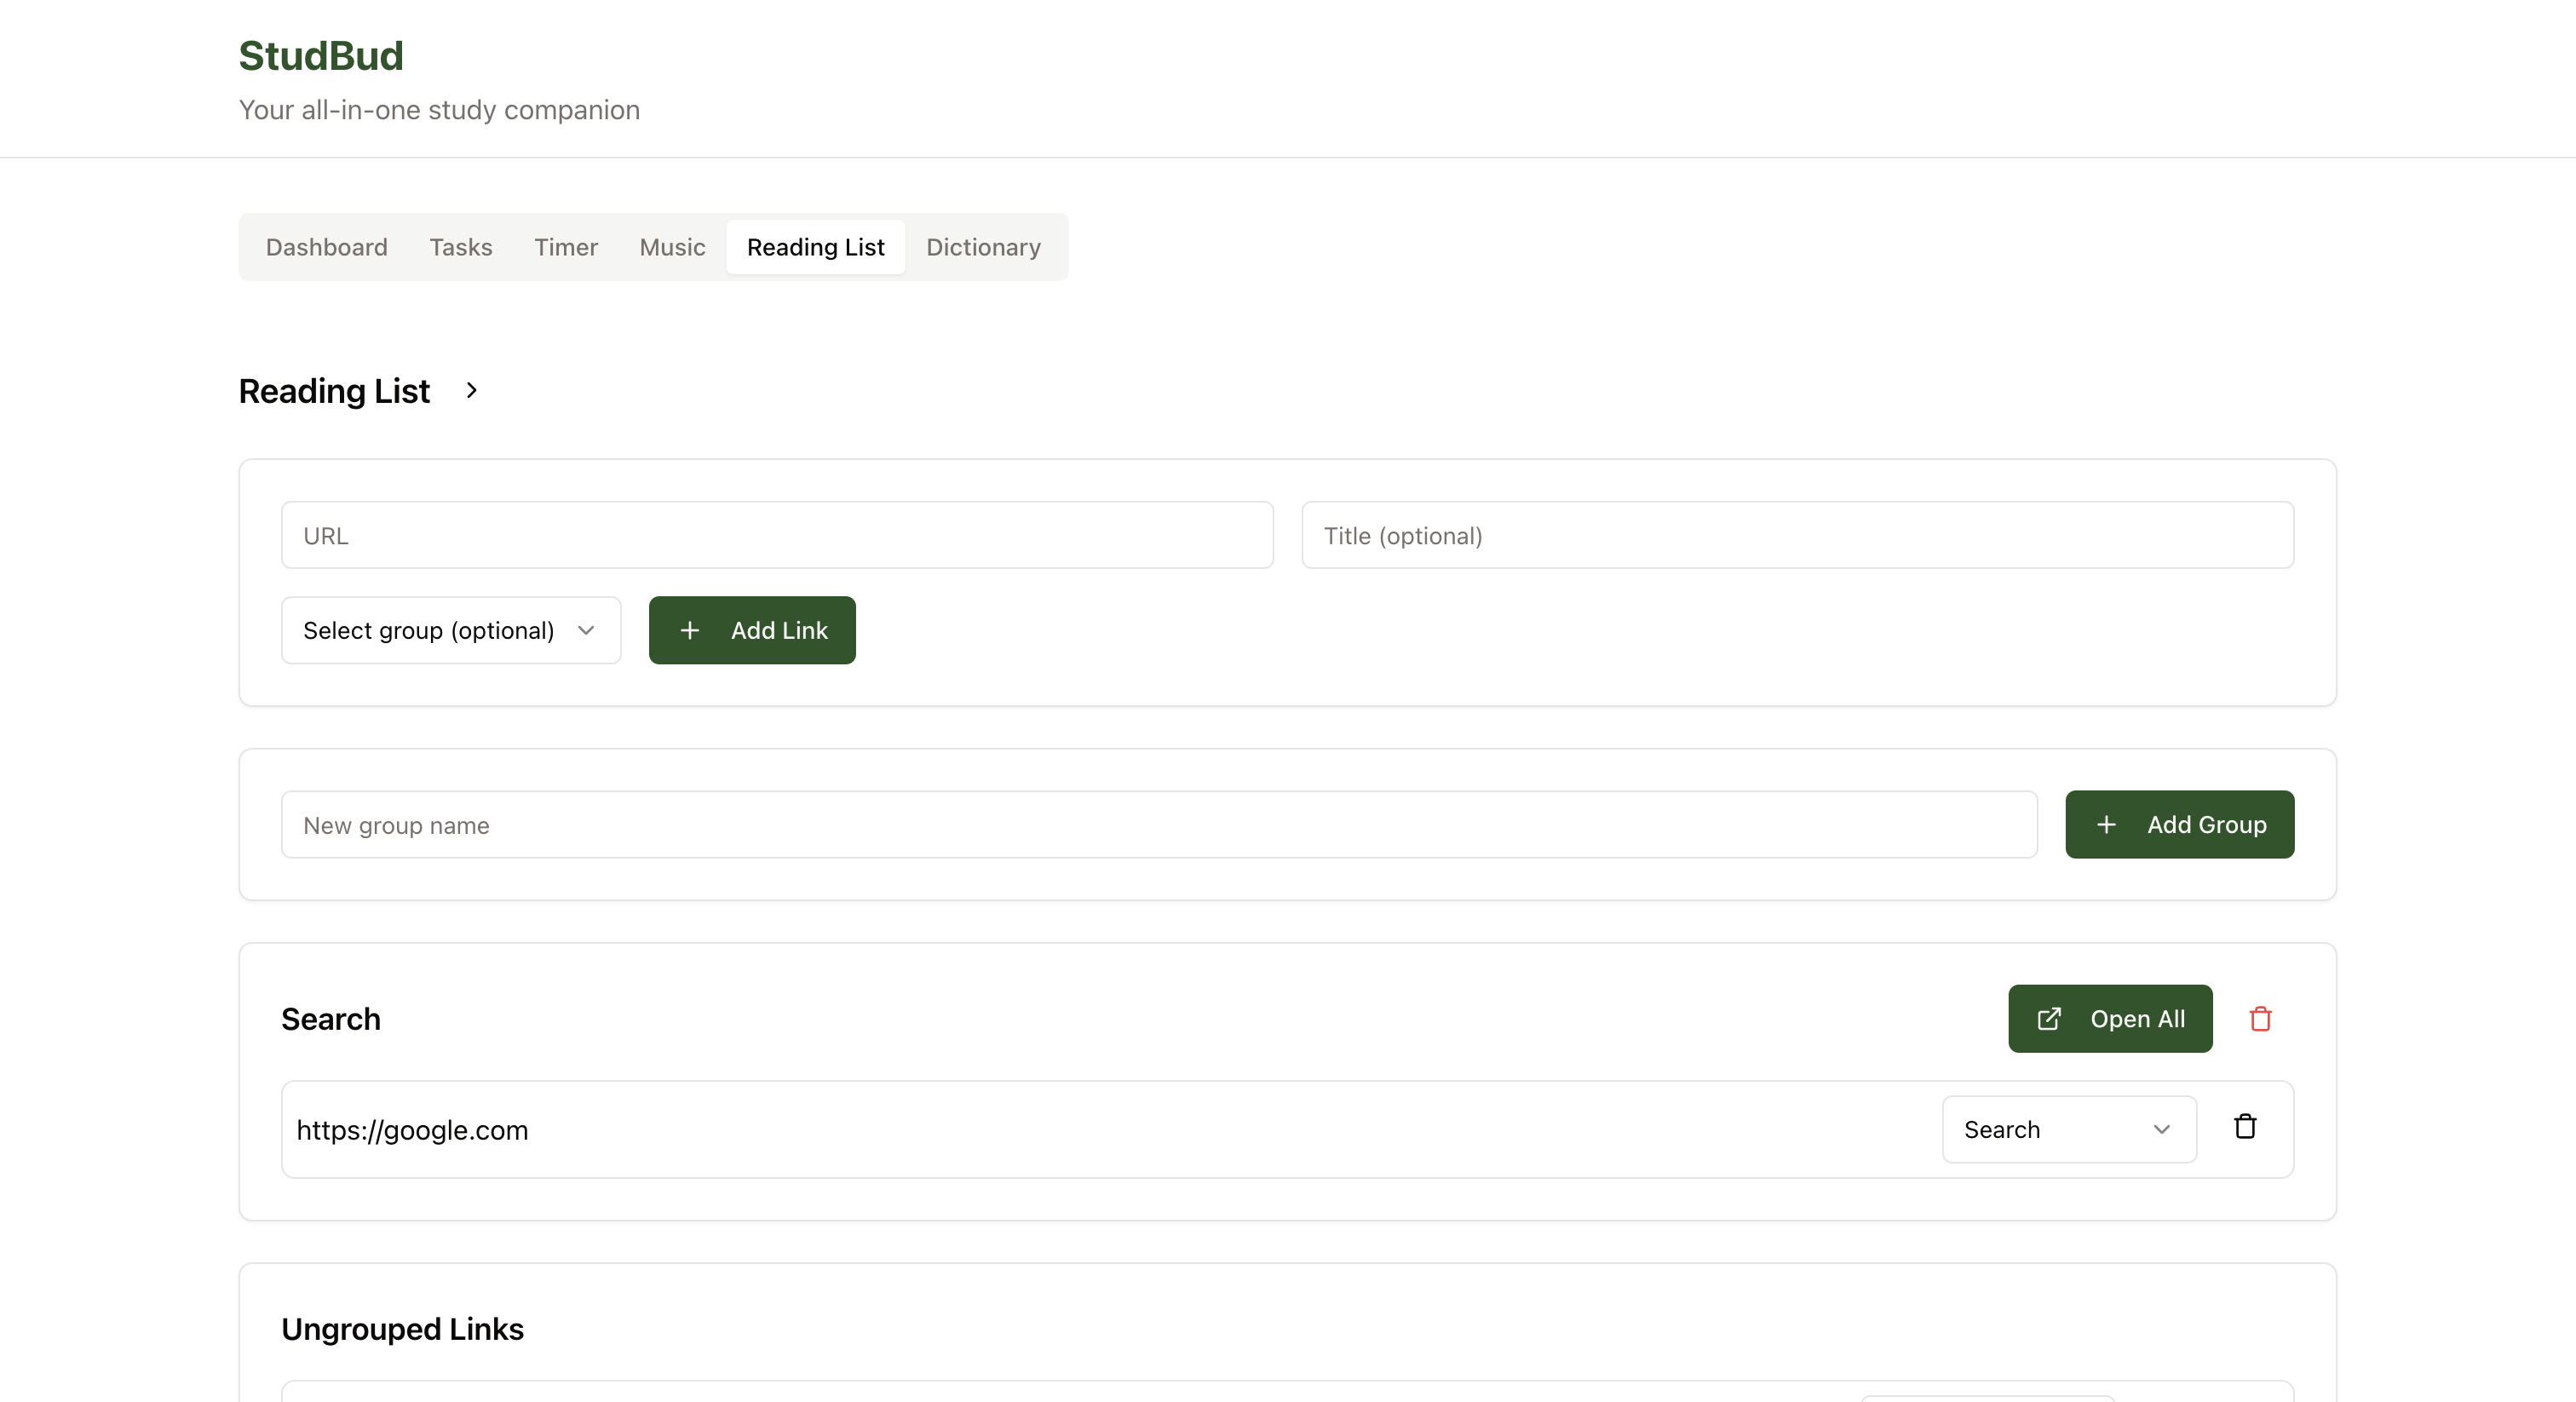 StudBud
Your all-in-one study companion
Dashboard Tasks Timer Music Reading List Dictionary
Reading List
URL Title (optional)
Select group (optional) Add Link
New group name Add Group
Search Open All
https://google.com Search
Ungrouped Links